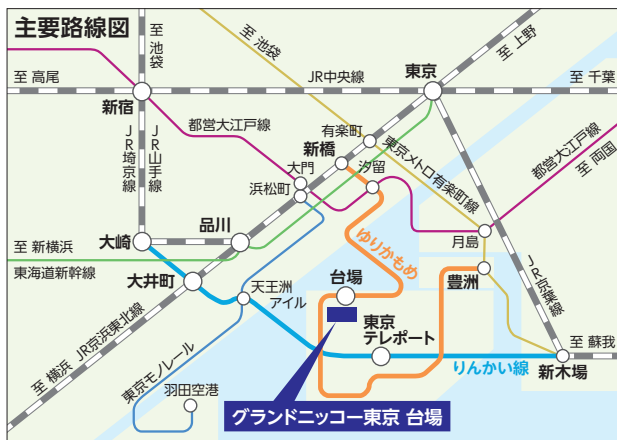 主要路線図
至 池袋
至 池袋
至 上野
至 高尾
JR中央線
東京
至 千葉
新宿
都営大江戸線
有楽町
新橋
東京メトロ有楽町線
都営大江戸線
至 両国
JR埼京線
JR山手線
大門
汐留
浜松町
品川
月島
至 新横浜
大崎
東海道新幹線
ゆりかもめ
JR京葉線
大井町
天王洲
アイル
台場
豊洲
至 横浜 JR京浜東北線
東京
テレポート
至 蘇我
りんかい線
新木場
東京モノレール
羽田空港
グランドニッコー東京 台場